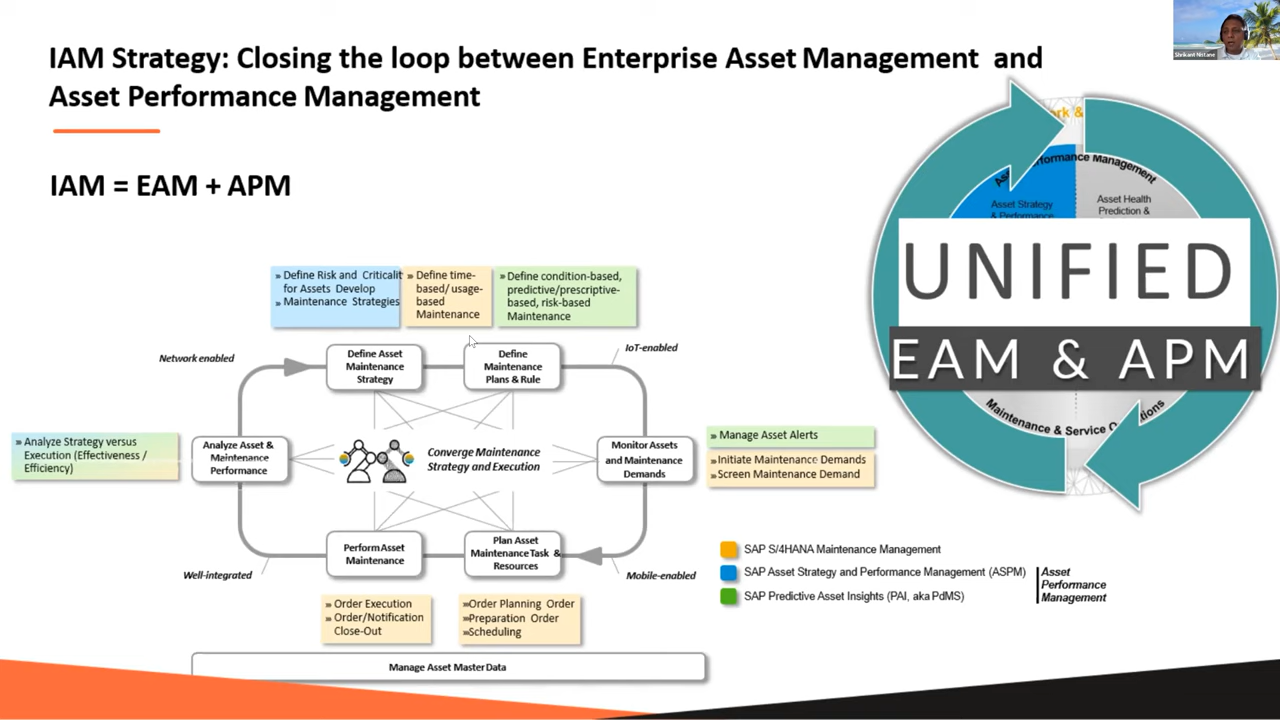 IAM Strategy: Closing the loop between Enterprise Asset Management and
Asset Performance Management
Shrikant Nistane
IAM = EAM + APM
» Define Risk and Criticalit
for Assets Develop
» Maintenance Strategies
» Define time-
based/ usage-
based
Maintenance
» Define condition-based,
predictive/prescriptive-
based, risk-based
Maintenance
Network enabled
Define Asset
Maintenance
Strategy
Define
Maintenance
Plans & Rule
IoT-enabled
» Analyze Strategy versus
Execution (Effectiveness /
Efficiency)
Analyze Asset &
Maintenance
Performance
Converge Maintenance
Strategy and Execution
Monitor Assets
and Maintenance
Demands
» Manage Asset Alerts
» Initiate Maintenance Demands
» Screen Maintenance Demand
Well-integrated
Perform Asset
Maintenance
Plan Asset
Maintenance Task &
Resources
Mobile-enabled
» Order Execution
» Order/Notification
Close-Out
» Order Planning Order
» Preparation Order
» Scheduling
Manage Asset Master Data
SAP S/4HANA Maintenance Management
SAP Asset Strategy and Performance Management (ASPM)
SAP Predictive Asset Insights (PAI, aka PdMS)
Asset
Performance
Management
rk &
formance Management
Asset Strategy
& Performance
Asset Health
Prediction &
UNIFIED
EAM & APM
Maintenance & Service